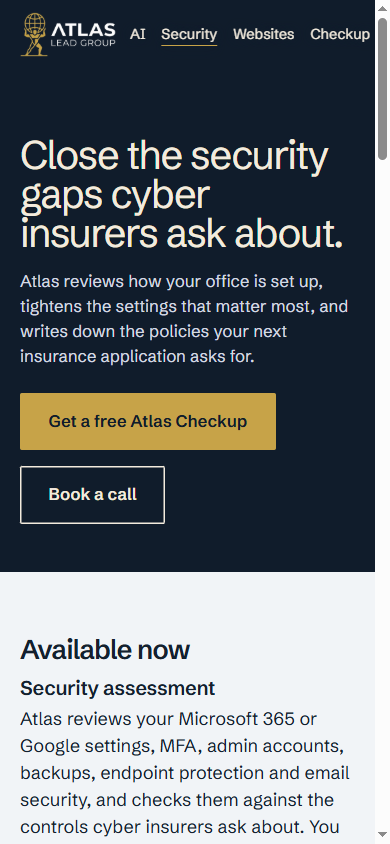 ATLAS
LEAD GROUP
AI Security Websites Checkup
Close the security
gaps cyber
insurers ask about.
Atlas reviews how your office is set up,
tightens the settings that matter most, and
writes down the policies your next
insurance application asks for.
Get a free Atlas Checkup
Book a call
Available now
Security assessment
Atlas reviews your Microsoft 365 or
Google settings, MFA, admin accounts,
backups, endpoint protection and email
security, and checks them against the
controls cyber insurers ask about. You